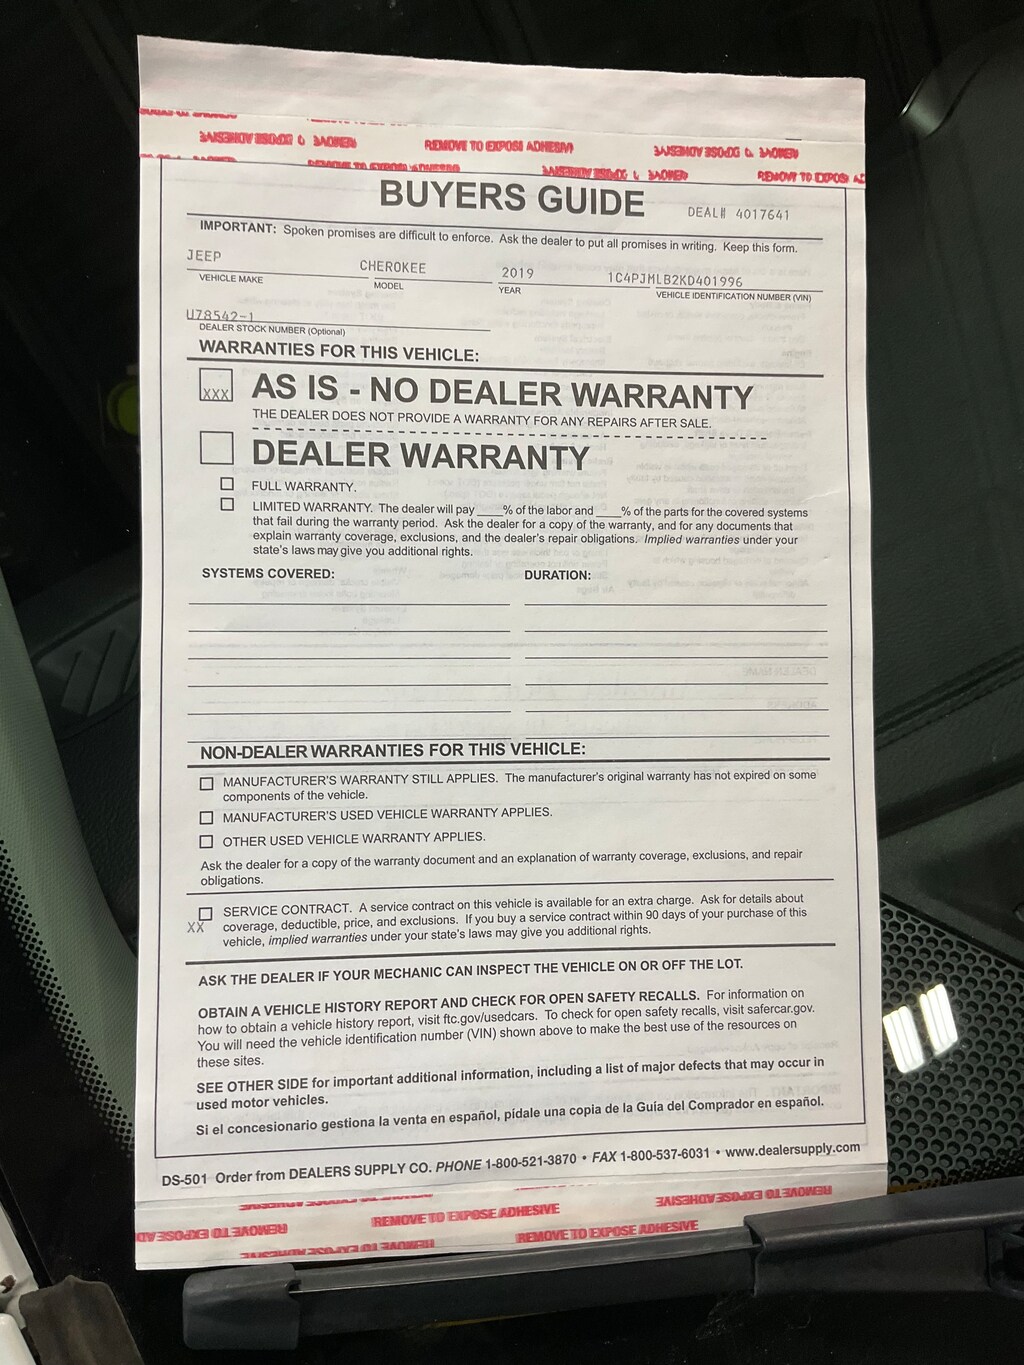 REMOVE TO EXPOSE ADHESIVE
BUYERS GUIDE
DEAL# 4017641
IMPORTANT: Spoken promises are difficult to enforce. Ask the dealer to put all promises in writing. Keep this form.
JEEP CHEROKEE 2019 1C4PJMLB2KD401996
VEHICLE MAKE MODEL YEAR VEHICLE IDENTIFICATION NUMBER (VIN)
U78542-1
DEALER STOCK NUMBER (Optional)
WARRANTIES FOR THIS VEHICLE:
XXX AS IS - NO DEALER WARRANTY
THE DEALER DOES NOT PROVIDE A WARRANTY FOR ANY REPAIRS AFTER SALE.
DEALER WARRANTY
FULL WARRANTY.
LIMITED WARRANTY. The dealer will pay ____% of the labor and ____% of the parts for the covered systems
that fail during the warranty period. Ask the dealer for a copy of the warranty, and for any documents that
explain warranty coverage, exclusions, and the dealer's repair obligations. Implied warranties under your
state's laws may give you additional rights.
SYSTEMS COVERED: DURATION:
NON-DEALER WARRANTIES FOR THIS VEHICLE:
MANUFACTURER'S WARRANTY STILL APPLIES. The manufacturer's original warranty has not expired on some
components of the vehicle.
MANUFACTURER'S USED VEHICLE WARRANTY APPLIES.
OTHER USED VEHICLE WARRANTY APPLIES.
Ask the dealer for a copy of the warranty document and an explanation of warranty coverage, exclusions, and repair
obligations.
SERVICE CONTRACT. A service contract on this vehicle is available for an extra charge. Ask for details about
XX coverage, deductible, price, and exclusions. If you buy a service contract within 90 days of your purchase of this
vehicle, implied warranties under your state's laws may give you additional rights.
ASK THE DEALER IF YOUR MECHANIC CAN INSPECT THE VEHICLE ON OR OFF THE LOT.
OBTAIN A VEHICLE HISTORY REPORT AND CHECK FOR OPEN SAFETY RECALLS. For information on
how to obtain a vehicle history report, visit ftc.gov/usedcars. To check for open safety recalls, visit safercar.gov.
You will need the vehicle identification number (VIN) shown above to make the best use of the resources on
these sites.
SEE OTHER SIDE for important additional information, including a list of major defects that may occur in
used motor vehicles.
Si el concesionario gestiona la venta en español, pídale una copia de la Guía del Comprador en español.
DS-501 Order from DEALERS SUPPLY CO. PHONE 1-800-521-3870 • FAX 1-800-537-6031 • www.dealersupply.com
REMOVE TO EXPOSE ADHESIVE
REMOVE TO EXPOSE ADHESIVE
REMOVE TO EXPOSE ADHESIVE